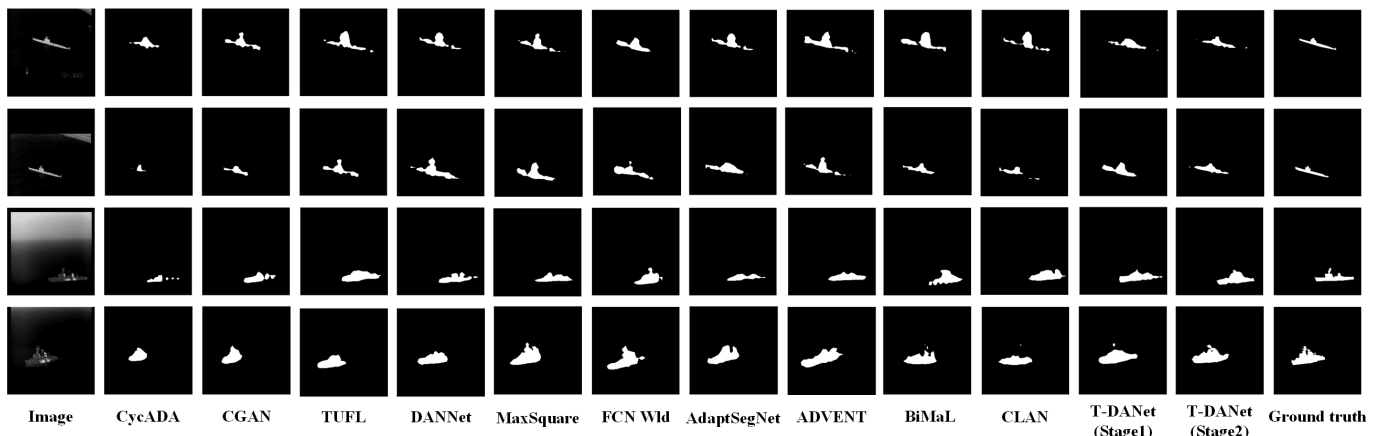 Image CycADA CGAN TUFL DANNet MaxSquare FCN Wld AdaptSegNet ADVENT BiMaL CLAN T-DANet (Stage1) T-DANet (Stage2) Ground truth